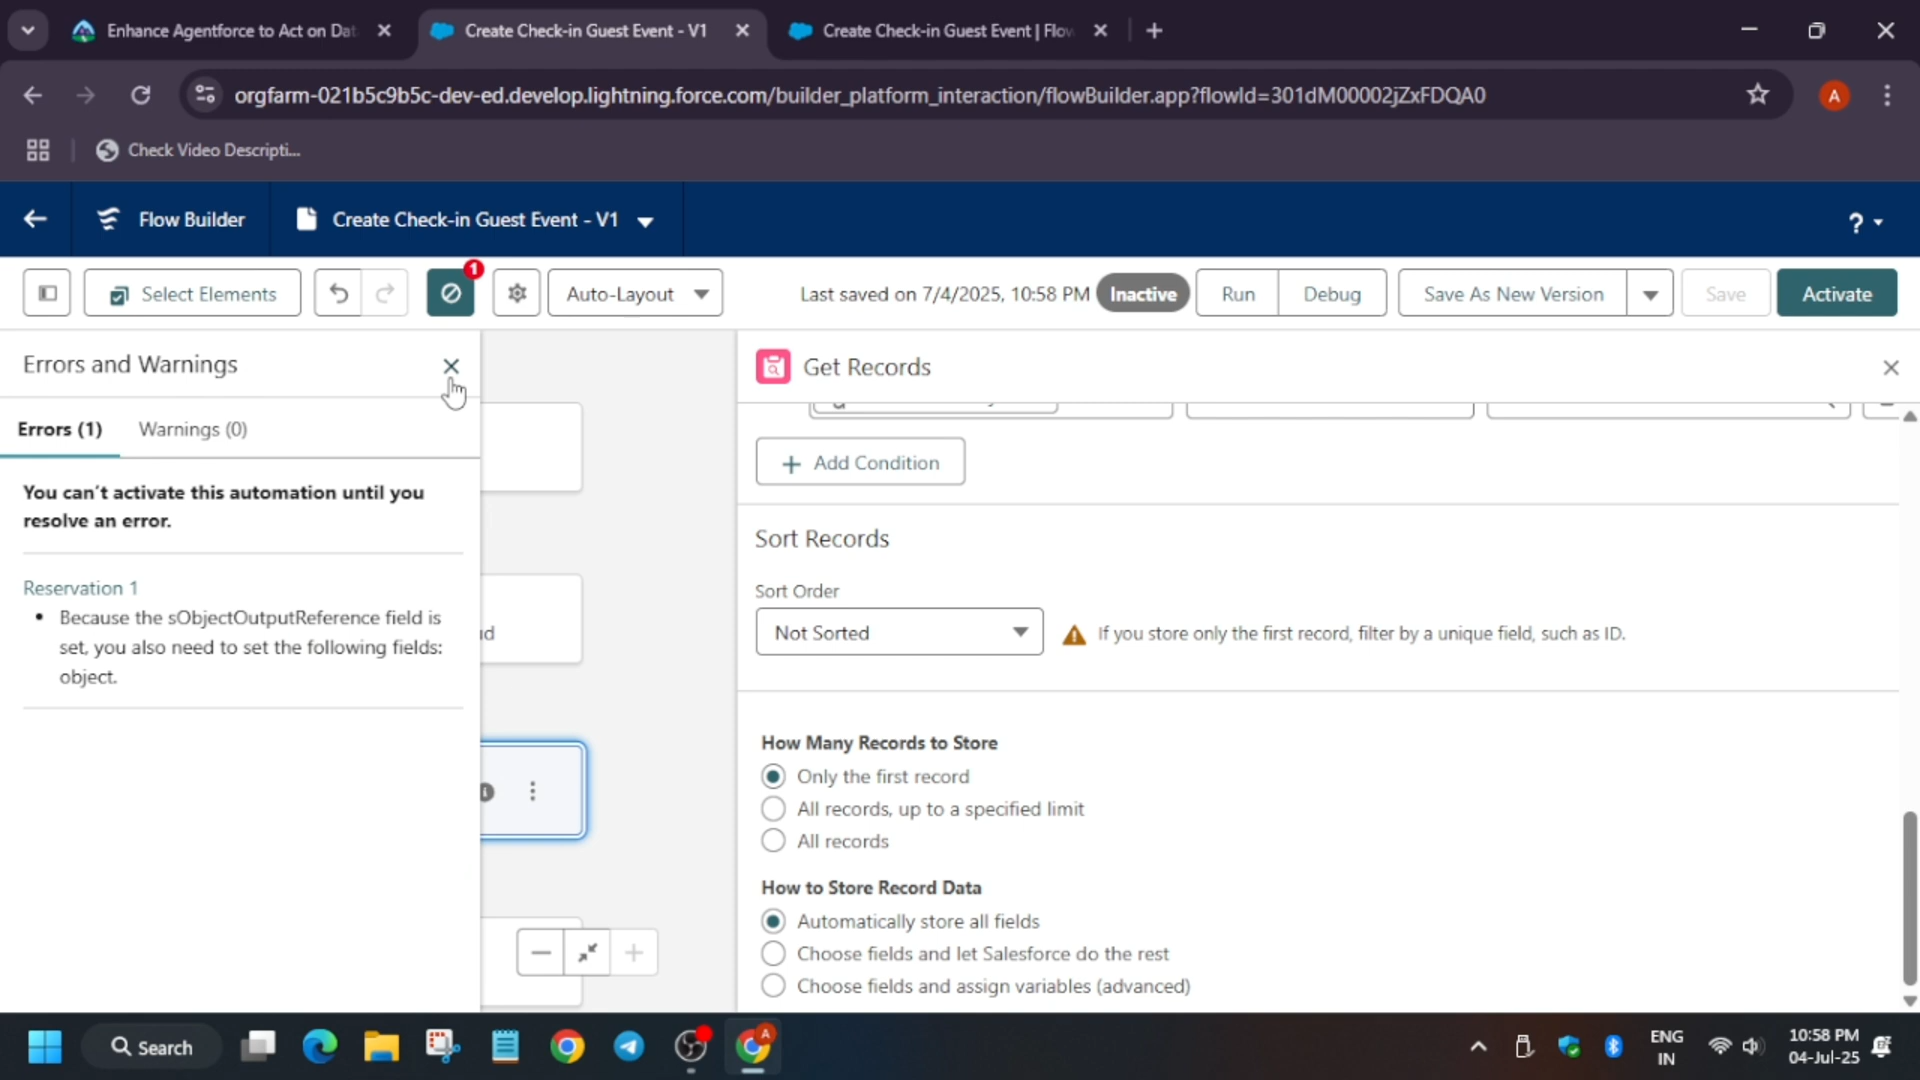 Enhance Agentforce to Act on Dat
Create Check-in Guest Event - V1
Create Check-in Guest Event | Flow
orgfarm-021b5c9b5c-dev-ed.develop.lightning.force.com/builder_platform_interaction/flowBuilder.app?flowId=301dM00002jZxFDQA0
A
Check Video Descripti...
Flow Builder
Create Check-in Guest Event - V1
?
Select Elements
1
Auto-Layout
Last saved on 7/4/2025, 10:58 PM
Inactive
Run
Debug
Save As New Version
Save
Activate
Errors and Warnings
Errors (1)
Warnings (0)
You can't activate this automation until you
resolve an error.
Reservation 1
• Because the sObjectOutputReference field is
set, you also need to set the following fields:
object.
ud
Get Records
Add Condition
Sort Records
Sort Order
Not Sorted
If you store only the first record, filter by a unique field, such as ID.
How Many Records to Store
Only the first record
All records, up to a specified limit
All records
How to Store Record Data
Automatically store all fields
Choose fields and let Salesforce do the rest
Choose fields and assign variables (advanced)
Search
A
ENG
IN
10:58 PM
04-Jul-25